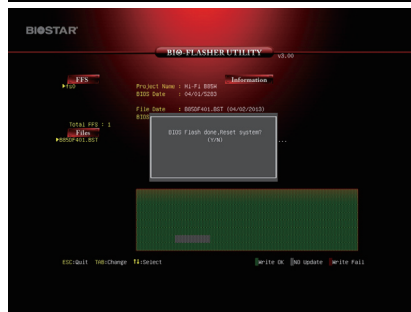 BIOSTAR
BIO-FLASHER UTILITY v3.00
FFS
Information
fs0
Project Name : Hi-Fi B85W
BIOS Date : 04/01/5203
File Date : B85DF401.BST (04/02/2013)
BIOS
Total FFS : 1
Files
B85DF401.BST
BIOS Flash done,Reset system?
(Y/N)
...
ESC:Quit TAB:Change ↑↓:Select
Write OK NO Update Write Fail